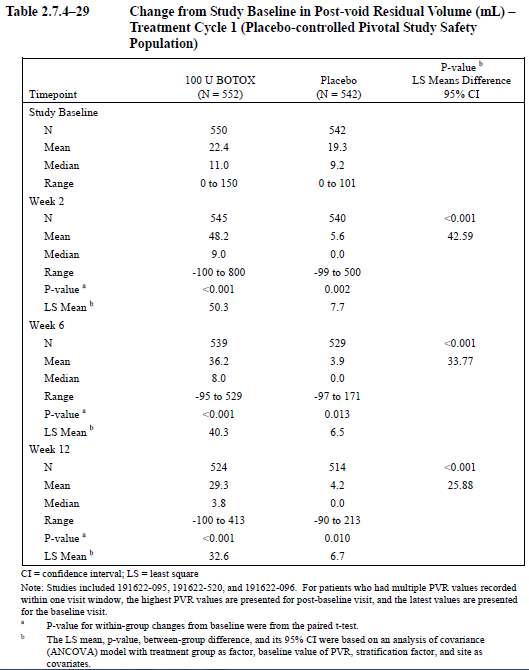 Table 2.7.4–29 Change from Study Baseline in Post-void Residual Volume (mL) –
Treatment Cycle 1 (Placebo-controlled Pivotal Study Safety
Population)
P-value b
100 U BOTOX Placebo LS Means Difference
Timepoint (N = 552) (N = 542) 95% CI
Study Baseline
N 550 542
Mean 22.4 19.3
Median 11.0 9.2
Range 0 to 150 0 to 101
Week 2
N 545 540 <0.001
Mean 48.2 5.6 42.59
Median 9.0 0.0
Range -100 to 800 -99 to 500
P-value a <0.001 0.002
LS Mean b 50.3 7.7
Week 6
N 539 529 <0.001
Mean 36.2 3.9 33.77
Median 8.0 0.0
Range -95 to 529 -97 to 171
P-value a <0.001 0.013
LS Mean b 40.3 6.5
Week 12
N 524 514 <0.001
Mean 29.3 4.2 25.88
Median 3.8 0.0
Range -100 to 413 -90 to 213
P-value a <0.001 0.010
LS Mean b 32.6 6.7
CI = confidence interval; LS = least square
Note: Studies included 191622-095, 191622-520, and 191622-096. For patients who had multiple PVR values recorded
within one visit window, the highest PVR values are presented for post-baseline visit, and the latest values are presented
for the baseline visit.
a P-value for within-group changes from baseline were from the paired t-test.
b The LS mean, p-value, between-group difference, and its 95% CI were based on an analysis of covariance
(ANCOVA) model with treatment group as factor, baseline value of PVR, stratification factor, and site as
covariates.